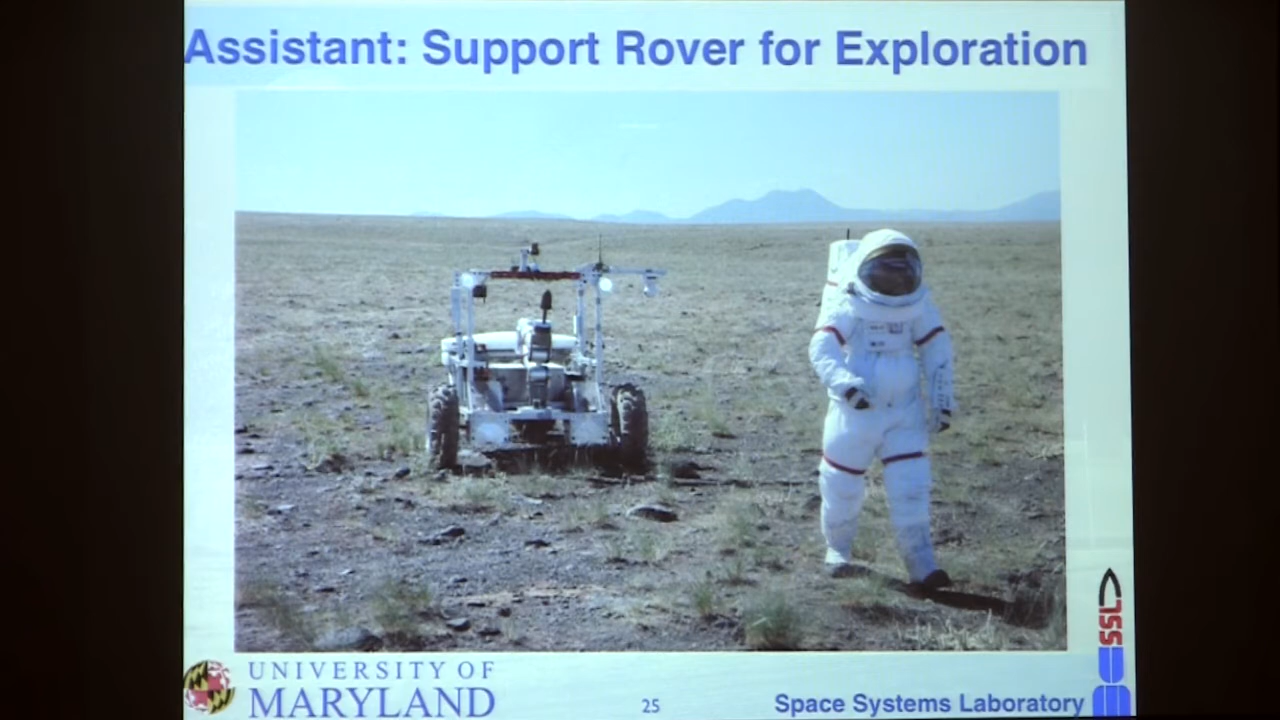 Assistant: Support Rover for Exploration
UNIVERSITY OF
MARYLAND
25
Space Systems Laboratory
SSL